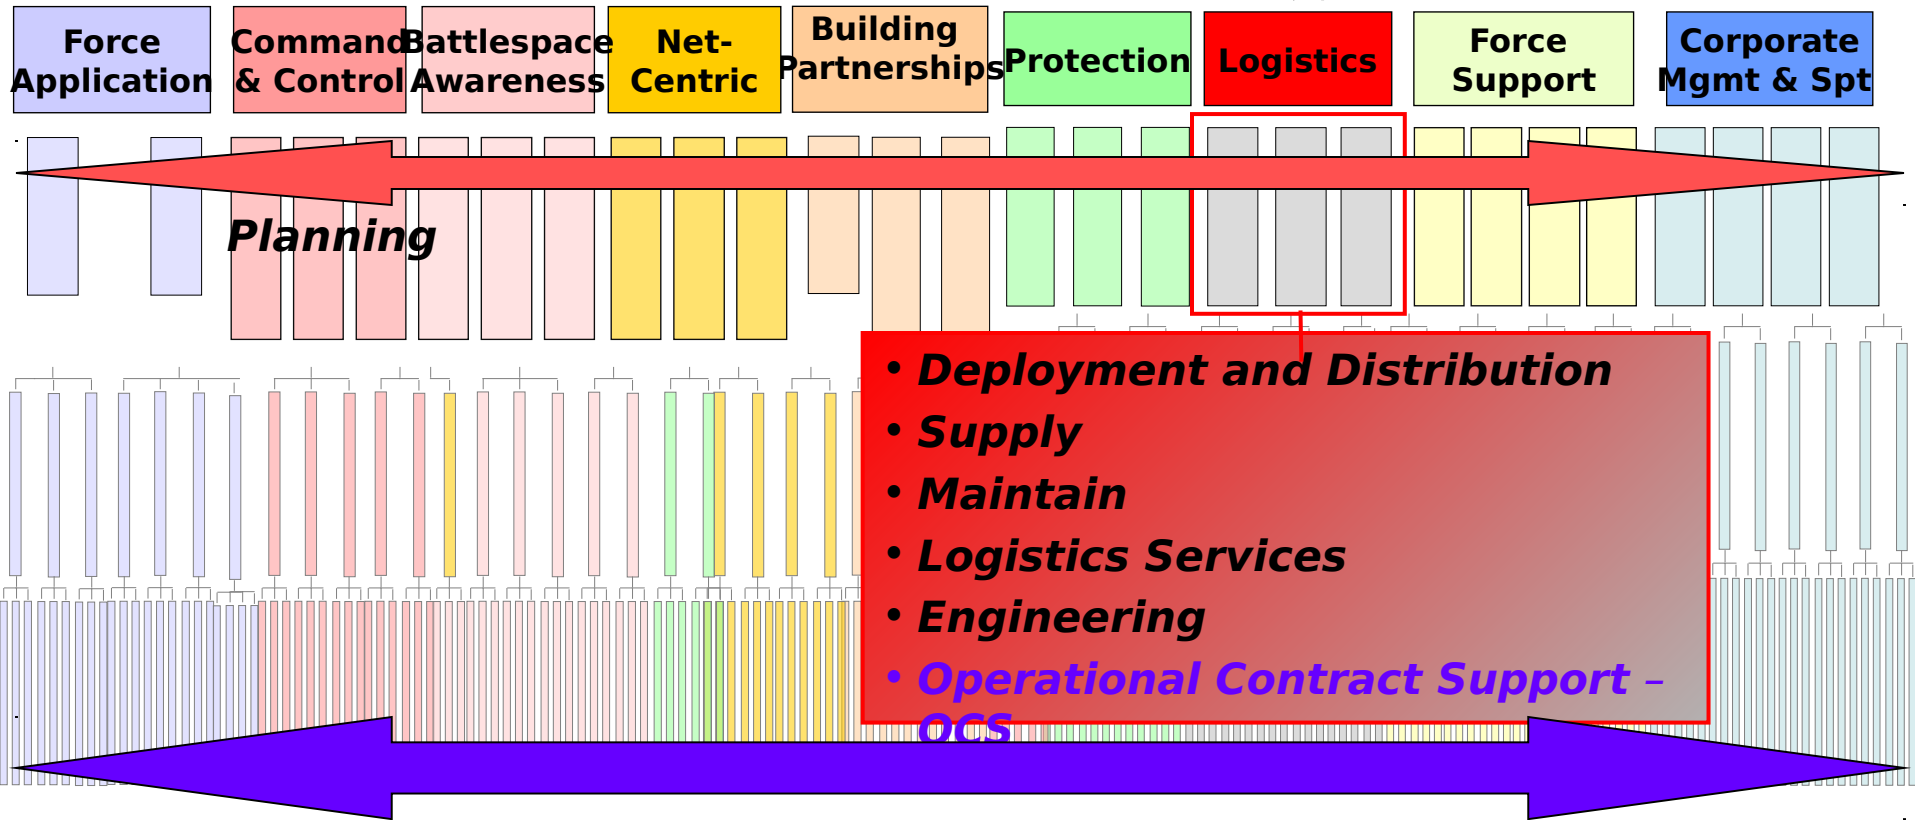 Force
Application
Command
& Control
Battlespace
Awareness
Net-
Centric
Building
Partnerships
Protection
Logistics
Force
Support
Corporate
Mgmt & Spt
Planning
• Deployment and Distribution
• Supply
• Maintain
• Logistics Services
• Engineering
• Operational Contract Support –
OCS